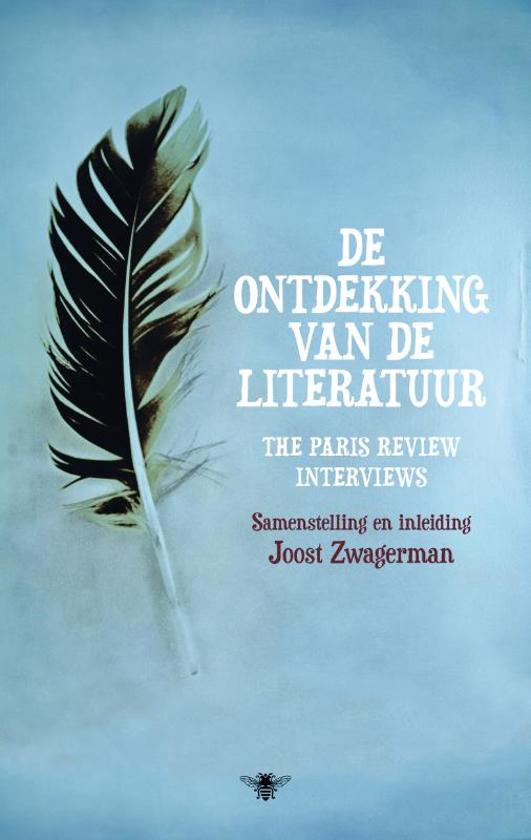 DE
ONTDEKKING
VAN DE
LITERATUUR
THE PARIS REVIEW
INTERVIEWS
Samenstelling en inleiding
Joost Zwagerman